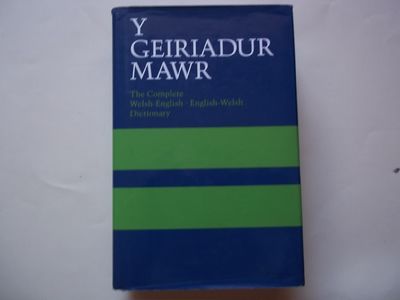 Y
GEIRIADUR
MAWR
The Complete
Welsh-English · English-Welsh
Dictionary